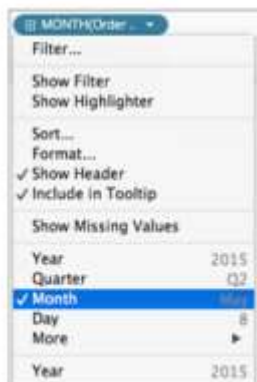 MONTH(Order ..
Filter...
Show Filter
Show Highlighter
Sort...
Format...
✓ Show Header
✓ Include in Tooltip
Show Missing Values
Year 2015
Quarter Q2
✓ Month May
Day 8
More
Year 2015